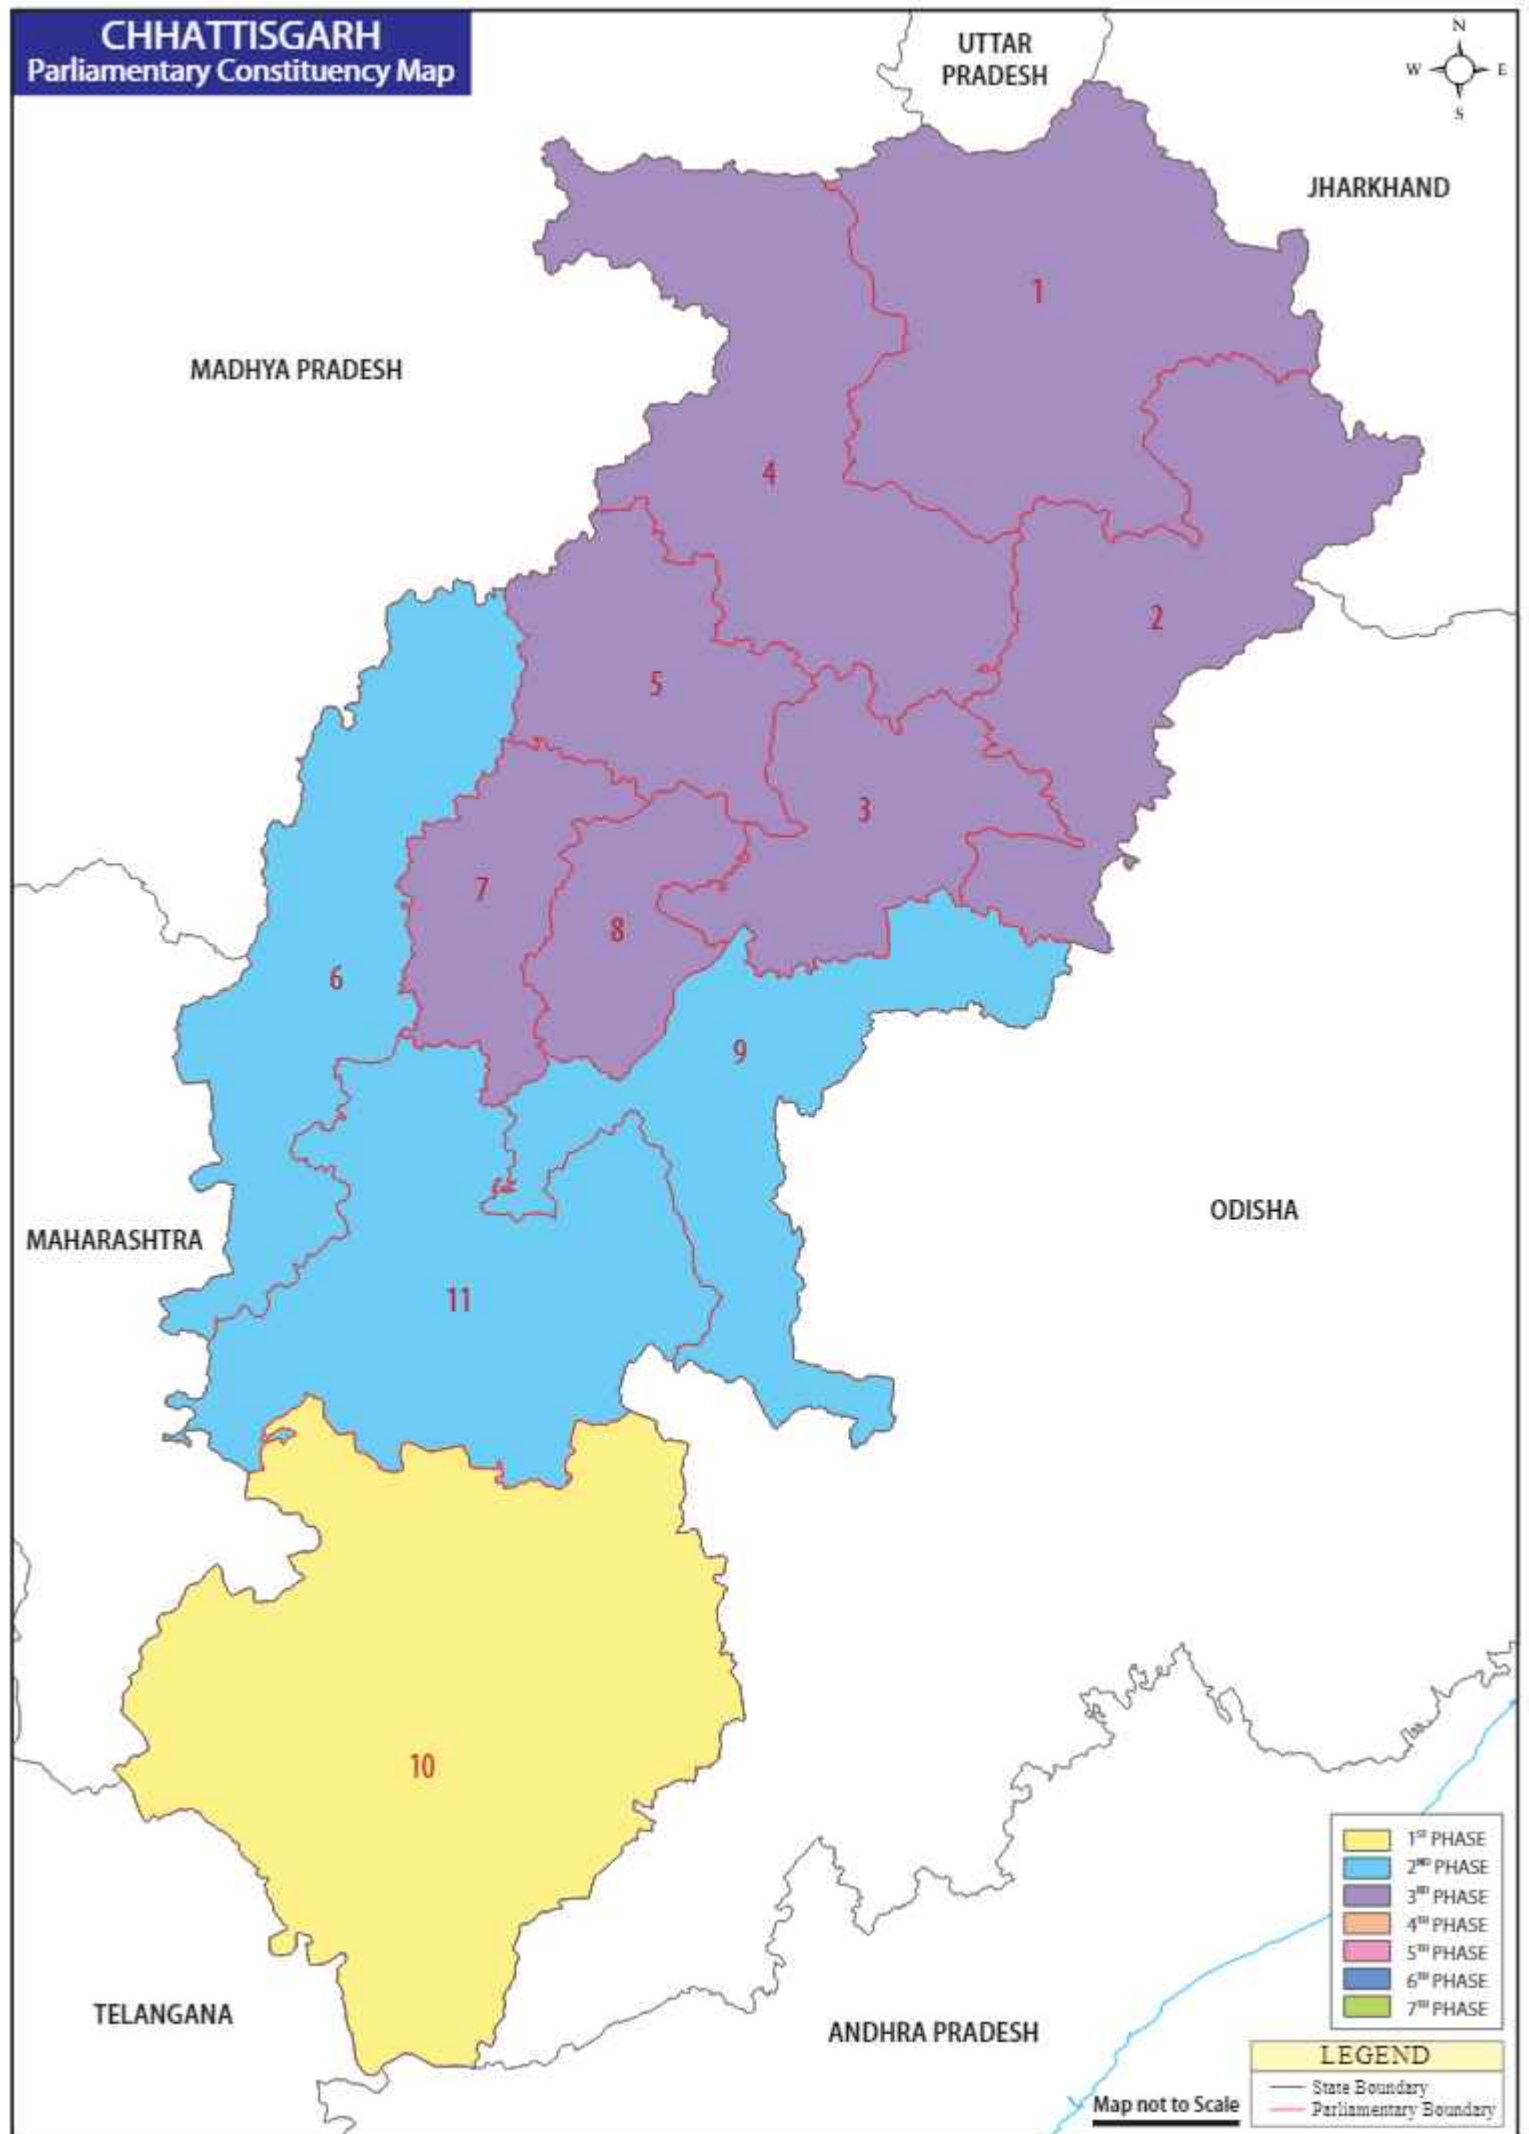 CHHATTISGARH
Parliamentary Constituency Map
UTTAR
PRADESH
N
W
E
S
JHARKHAND
1
MADHYA PRADESH
4
2
5
3
7
8
6
9
ODISHA
MAHARASHTRA
11
10
1ST PHASE
2ND PHASE
3RD PHASE
4TH PHASE
5TH PHASE
6TH PHASE
7TH PHASE
TELANGANA
ANDHRA PRADESH
LEGEND
State Boundary
Parliamentary Boundary
Map not to Scale